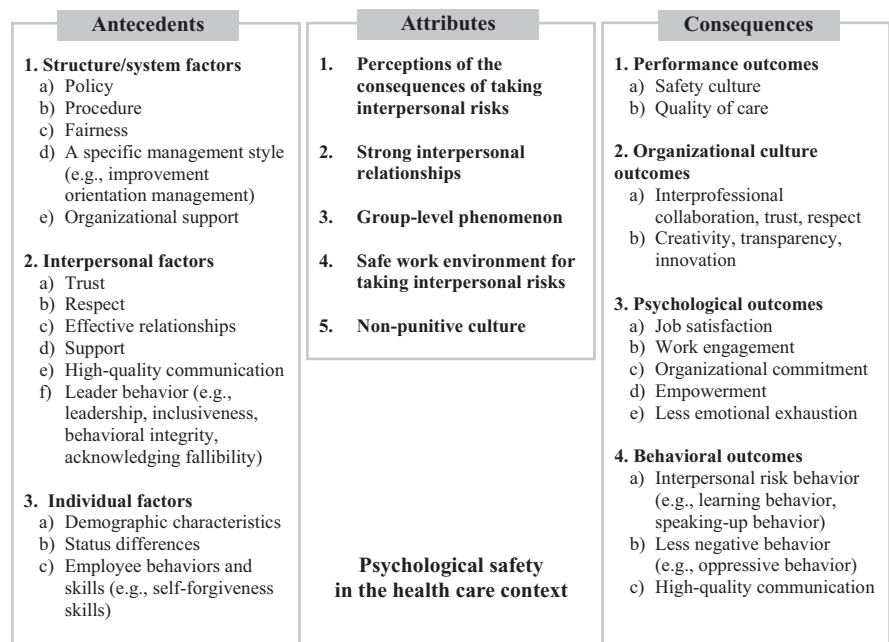 Antecedents
1. Structure/system factors
a) Policy
b) Procedure
c) Fairness
d) A specific management style
(e.g., improvement
orientation management)
e) Organizational support
2. Interpersonal factors
a) Trust
b) Respect
c) Effective relationships
d) Support
e) High-quality communication
f) Leader behavior (e.g.,
leadership, inclusiveness,
behavioral integrity,
acknowledging fallibility)
3. Individual factors
a) Demographic characteristics
b) Status differences
c) Employee behaviors and
skills (e.g., self-forgiveness
skills)
Attributes
1. Perceptions of the
consequences of taking
interpersonal risks
2. Strong interpersonal
relationships
3. Group-level phenomenon
4. Safe work environment for
taking interpersonal risks
5. Non-punitive culture
Psychological safety
in the health care context
Consequences
1. Performance outcomes
a) Safety culture
b) Quality of care
2. Organizational culture
outcomes
a) Interprofessional
collaboration, trust, respect
b) Creativity, transparency,
innovation
3. Psychological outcomes
a) Job satisfaction
b) Work engagement
c) Organizational commitment
d) Empowerment
e) Less emotional exhaustion
4. Behavioral outcomes
a) Interpersonal risk behavior
(e.g., learning behavior,
speaking-up behavior)
b) Less negative behavior
(e.g., oppressive behavior)
c) High-quality communication